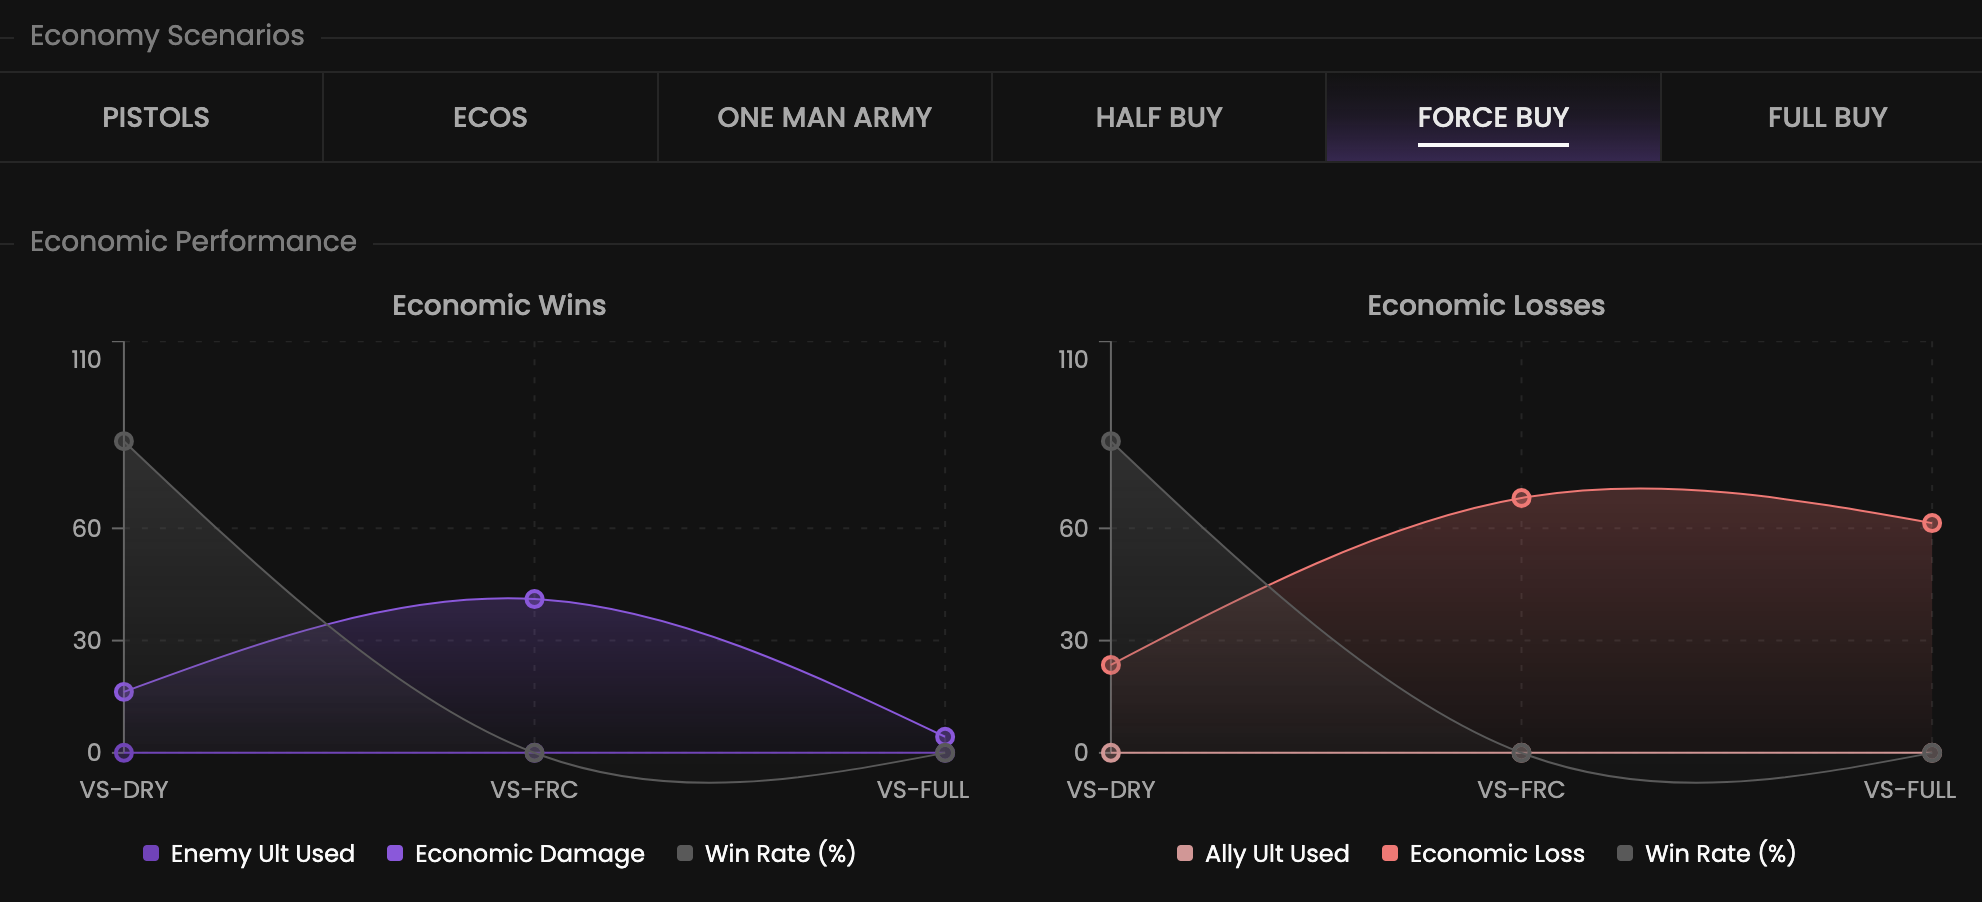 Economy Scenarios
PISTOLS
ECOS
ONE MAN ARMY
HALF BUY
FORCE BUY
FULL BUY
Economic Performance
Economic Wins
110
60
30
0
VS-DRY
VS-FRC
VS-FULL
Enemy Ult Used
Economic Damage
Win Rate (%)
Economic Losses
110
60
30
0
VS-DRY
VS-FRC
VS-FULL
Ally Ult Used
Economic Loss
Win Rate (%)